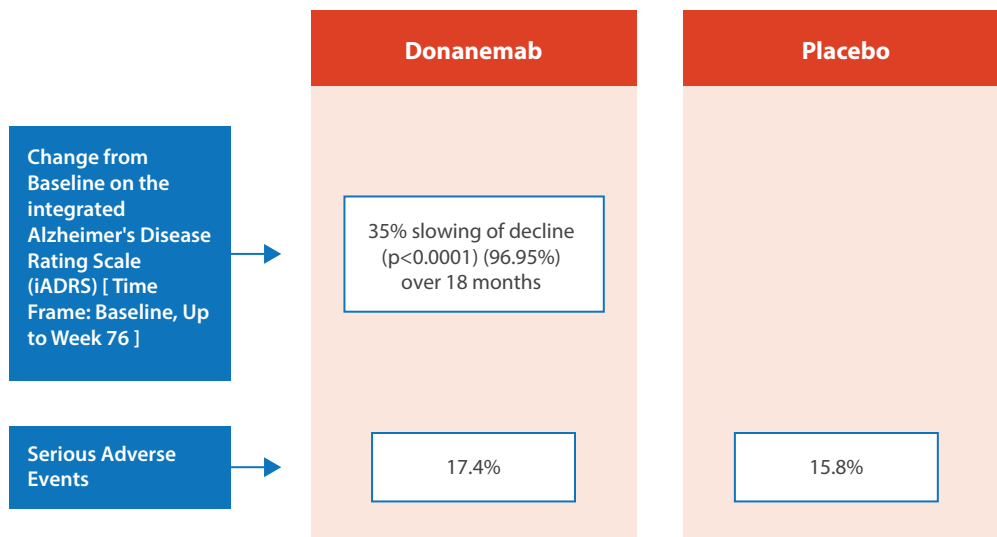 Donanemab
Placebo
Change from
Baseline on the
integrated
Alzheimer's Disease
Rating Scale
(iADRS) [ Time
Frame: Baseline, Up
to Week 76 ]
35% slowing of decline
(p<0.0001) (96.95%)
over 18 months
Serious Adverse
Events
17.4%
15.8%